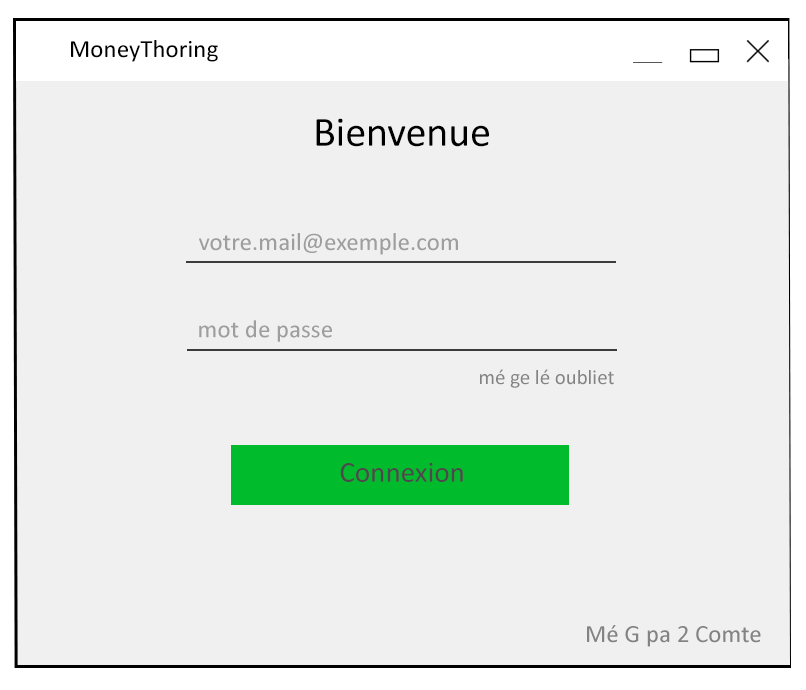 MoneyThoring
Bienvenue
votre.mail@exemple.com
mot de passe
mé ge lé oubliet
Connexion
Mé G pa 2 Comte